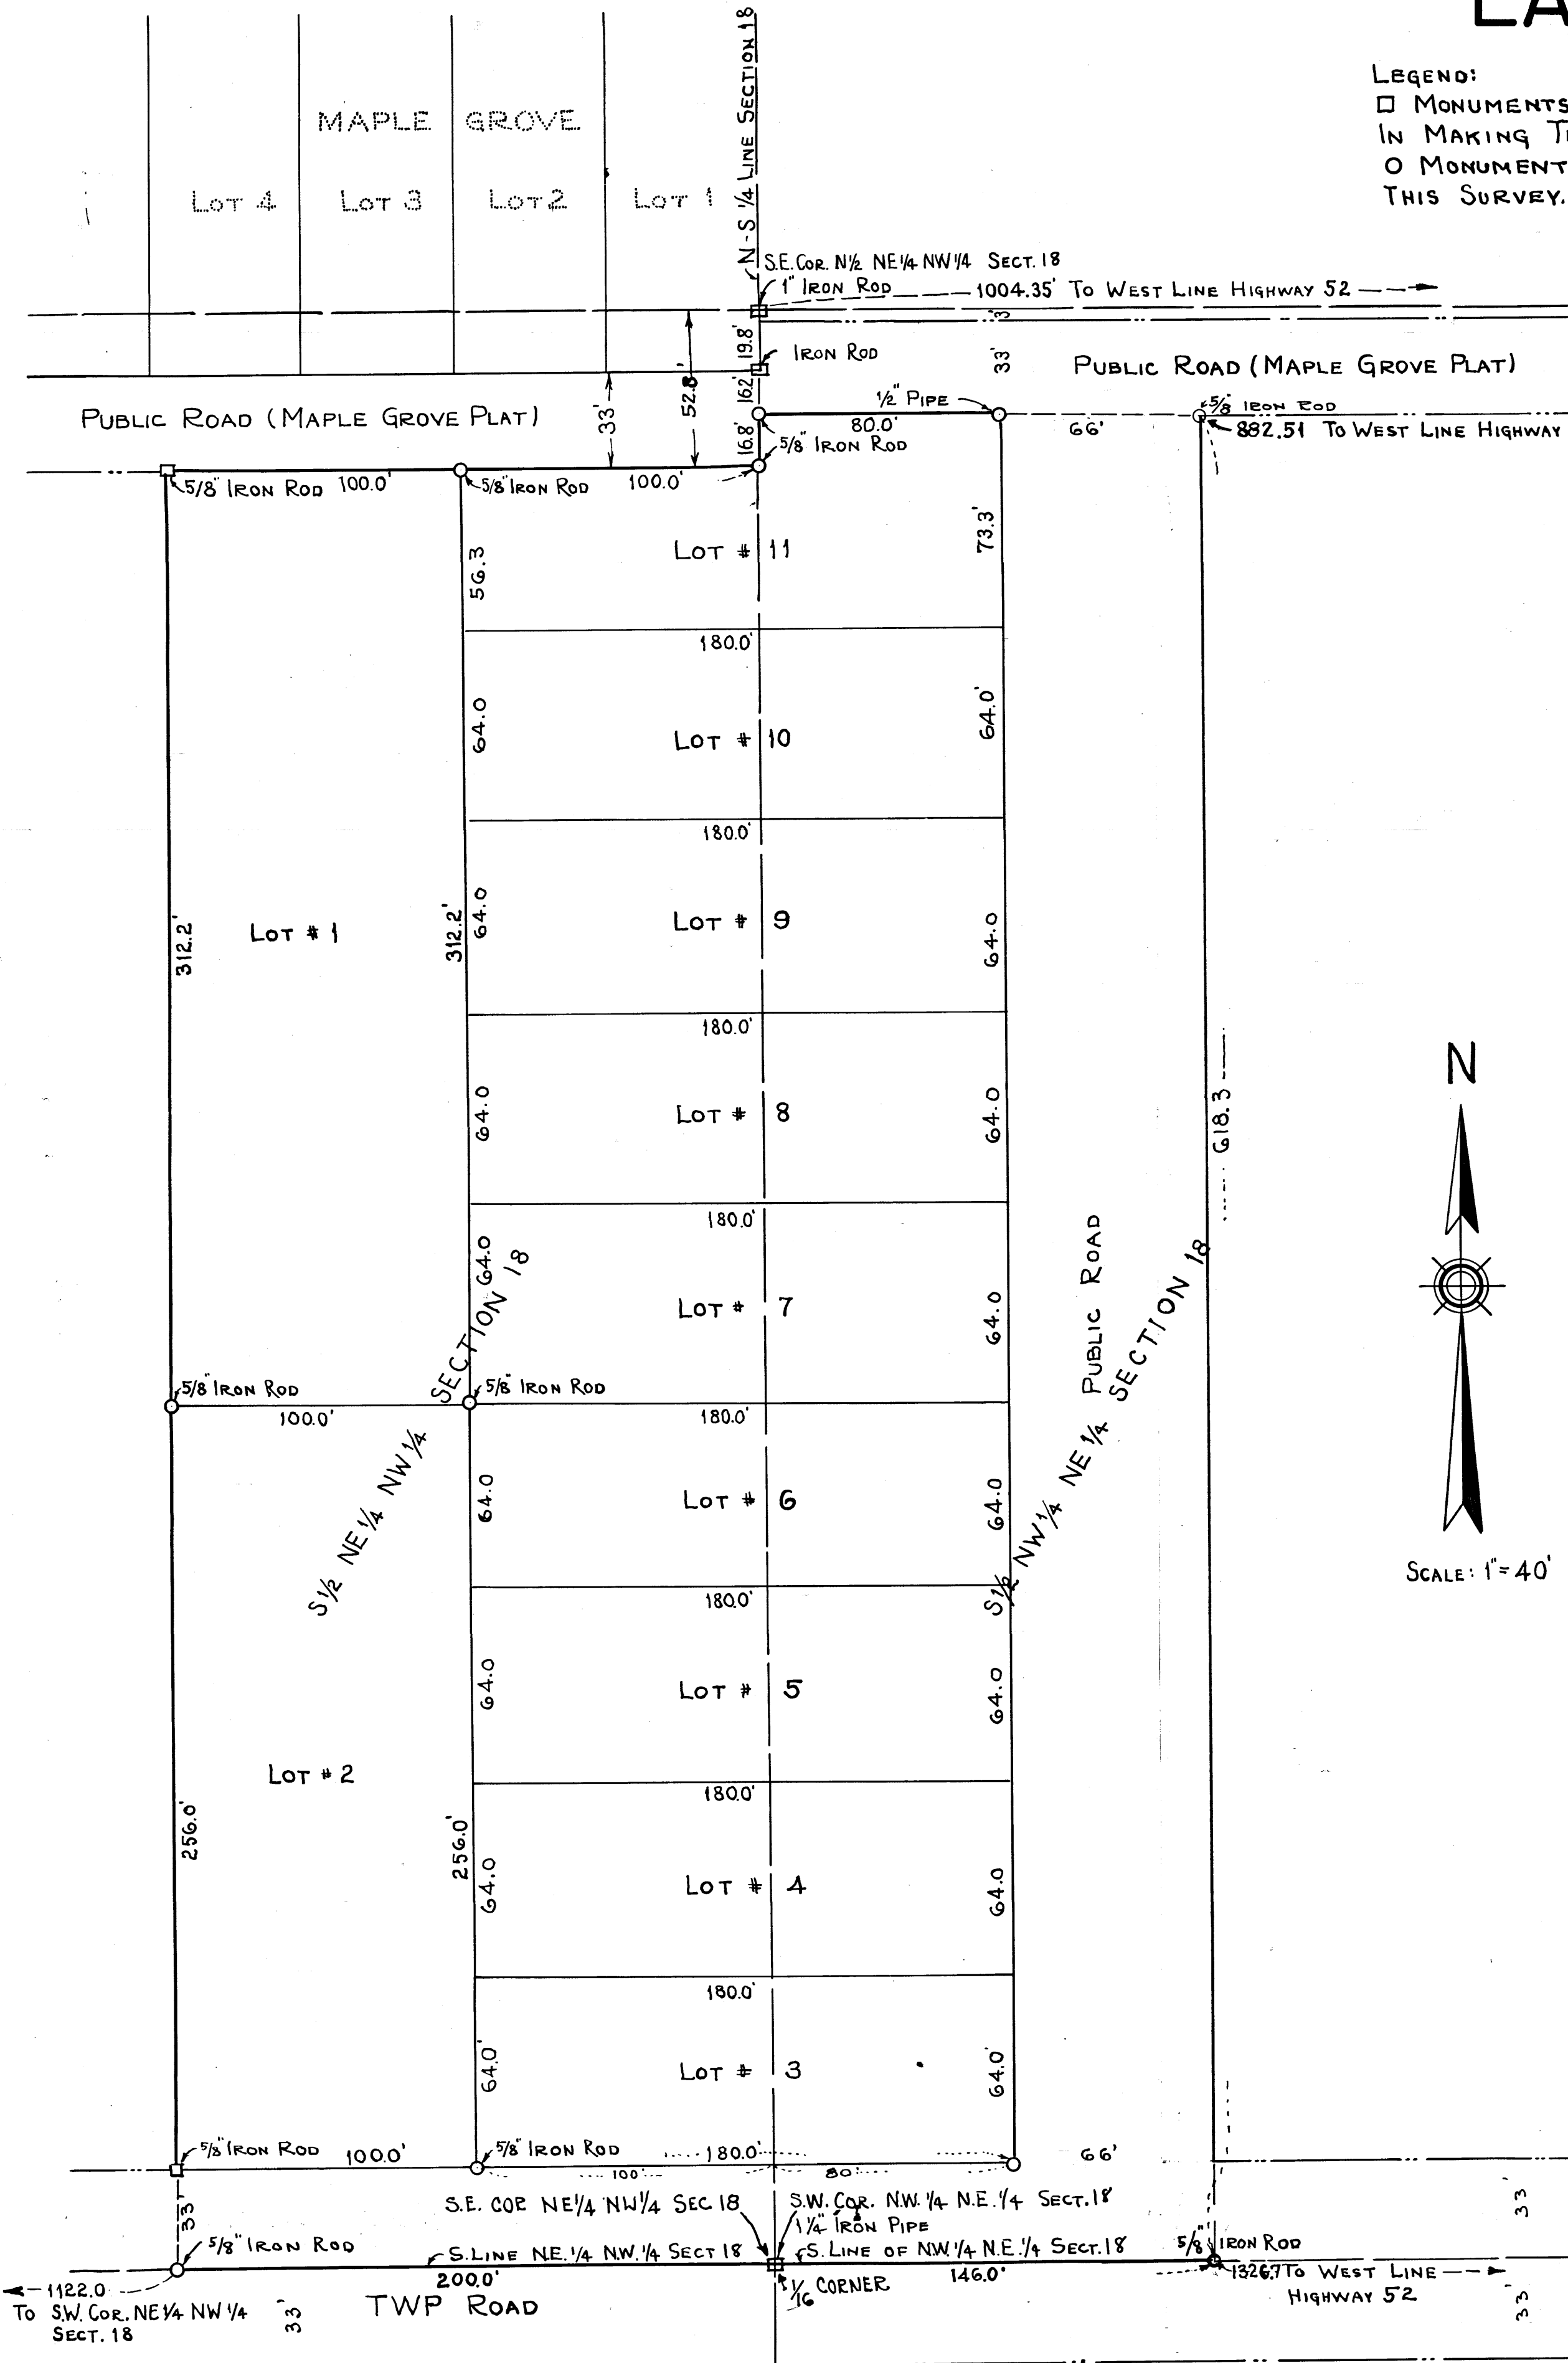 LEGEND:
□ MONUMENTS
IN MAKING
O MONUMENT
THIS SURVEY.
MAPLE GROVE
LOT 4
LOT 3
LOT 2
LOT 1
N-S 1/4 LINE SECTION 18
S.E. COR. N½ NE¼ NW¼ SECT. 18
1" IRON ROD
1004.35' TO WEST LINE HIGHWAY 52
3'
19.8'
IRON ROD
33'
PUBLIC ROAD (MAPLE GROVE PLAT)
PUBLIC ROAD (MAPLE GROVE PLAT)
33'
52.8'
16.2'
16.8'
½" PIPE
80.0'
66'
5/8" IRON ROD
882.51 TO WEST LINE HIGHWAY
5/8" IRON ROD
5/8" IRON ROD
100.0'
5/8" IRON ROD
100.0'
56.3
LOT # 11
73.3'
180.0'
64.0
LOT # 10
64.0'
180.0'
312.2'
LOT # 1
312.2'
64.0
LOT # 9
64.0
180.0'
64.0
LOT # 8
64.0
618.3
N
180.0'
64.0
LOT # 7
64.0
PUBLIC ROAD
5/8" IRON ROD
100.0'
5/8" IRON ROD
180.0'
S½ NE¼ NW¼ SECTION 18
64.0
LOT # 6
64.0
S½ NW¼ NE¼ SECTION 18
SCALE: 1"=40'
180.0'
64.0
LOT # 5
64.0
LOT # 2
180.0'
256.0'
256.0'
64.0
LOT # 4
64.0
180.0'
64.0'
LOT # 3
64.0'
5/8" IRON ROD
100.0'
5/8" IRON ROD
180.0'
66'
100'
80'
33'
S.E. COR NE¼ NW¼ SEC 18
S.W. COR. N.W. ¼ N.E. ¼ SECT. 18
1¼" IRON PIPE
33'
5/8" IRON ROD
S. LINE N.E. ¼ N.W. ¼ SECT 18
S. LINE OF N.W. ¼ N.E. ¼ SECT. 18
5/8" IRON ROD
200.0'
1/16 CORNER
146.0'
1326.7 TO WEST LINE
HIGHWAY 52
1122.0
TO S.W. COR. NE¼ NW¼
SECT. 18
33'
TWP ROAD
33'